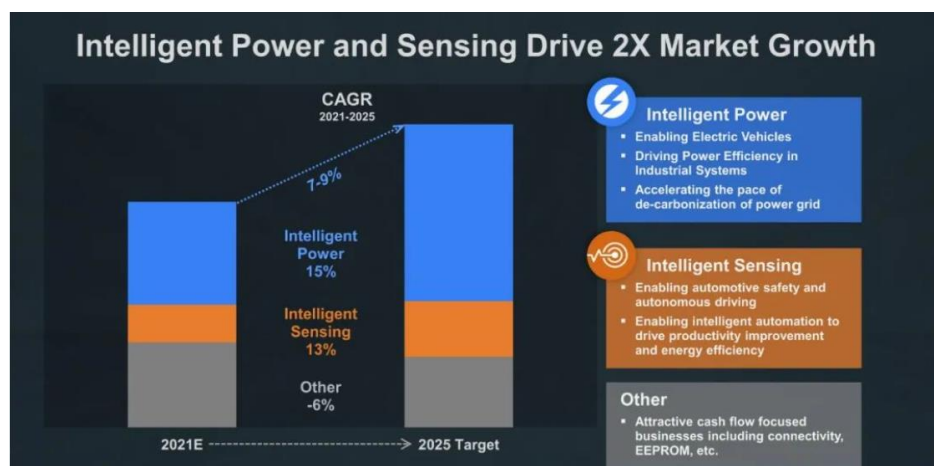 Intelligent Power and Sensing Drive 2X Market Growth
CAGR
2021-2025
7-9%
Intelligent
Power
15%
Intelligent
Sensing
13%
Other
-6%
2021E
2025 Target
Intelligent Power
▪ Enabling Electric Vehicles
▪ Driving Power Efficiency in
Industrial Systems
▪ Accelerating the pace of
de-carbonization of power grid
Intelligent Sensing
▪ Enabling automotive safety and
autonomous driving
▪ Enabling intelligent automation to
drive productivity improvement
and energy efficiency
Other
▪ Attractive cash flow focused
businesses including connectivity,
EEPROM, etc.